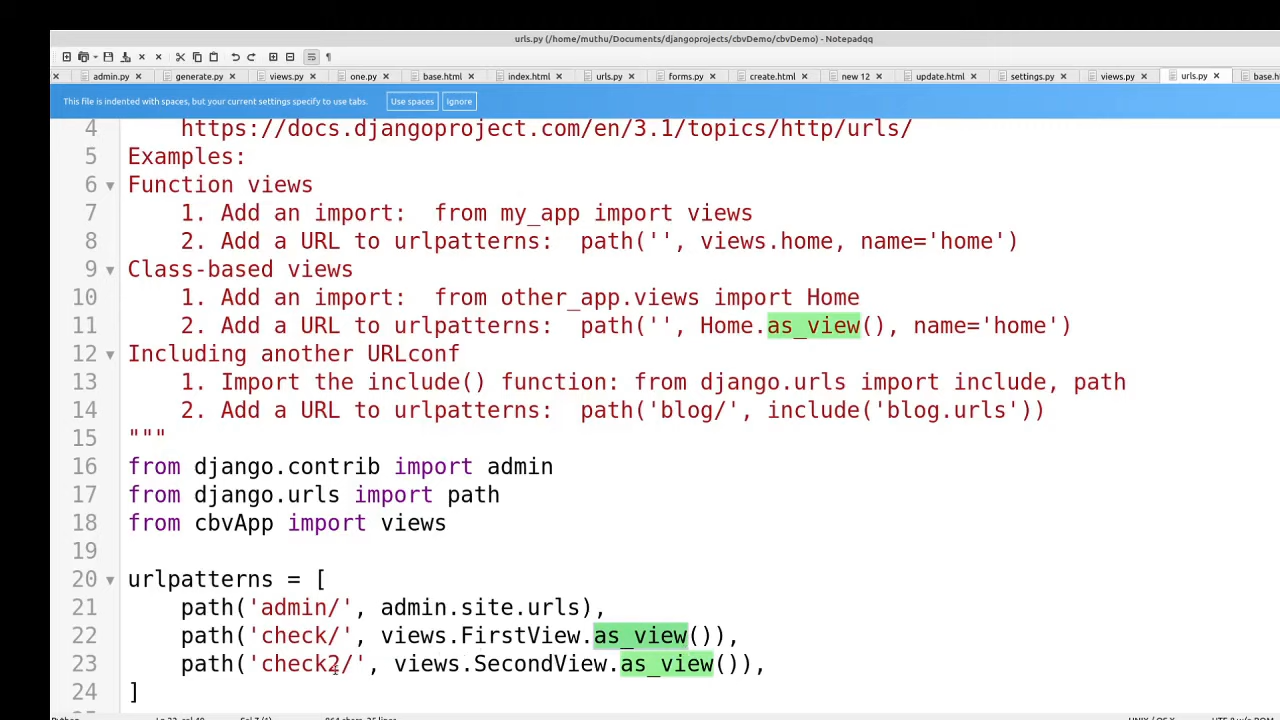 urls.py (/home/muthu/Documents/djangoprojects/cbvDemo/cbvDemo) - Notepadqq
admin.py generate.py views.py one.py base.html index.html urls.py forms.py create.html new 12 update.html settings.py views.py urls.py
This file is indented with spaces, but your current settings specify to use tabs. Use spaces Ignore
4 https://docs.djangoproject.com/en/3.1/topics/http/urls/
5 Examples:
6 Function views
7 1. Add an import:  from my_app import views
8 2. Add a URL to urlpatterns:  path('', views.home, name='home')
9 Class-based views
10 1. Add an import:  from other_app.views import Home
11 2. Add a URL to urlpatterns:  path('', Home.as_view(), name='home')
12 Including another URLconf
13 1. Import the include() function: from django.urls import include, path
14 2. Add a URL to urlpatterns:  path('blog/', include('blog.urls'))
15 """
16 from django.contrib import admin
17 from django.urls import path
18 from cbvApp import views
19
20 urlpatterns = [
21 path('admin/', admin.site.urls),
22 path('check/', views.FirstView.as_view()),
23 path('check2/', views.SecondView.as_view()),
24 ]